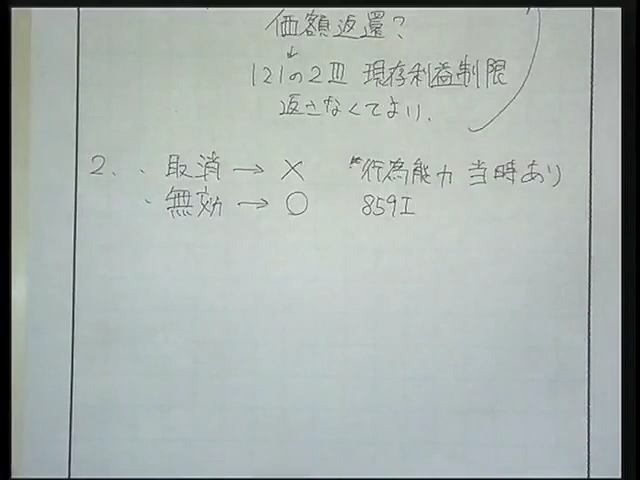 価額返還?
↓
121の2Ⅲ 現存利益制限
返さなくてよい.
2. ・取消 → × ∵行為能力 当時あり
・無効 → ○ 859Ⅰ